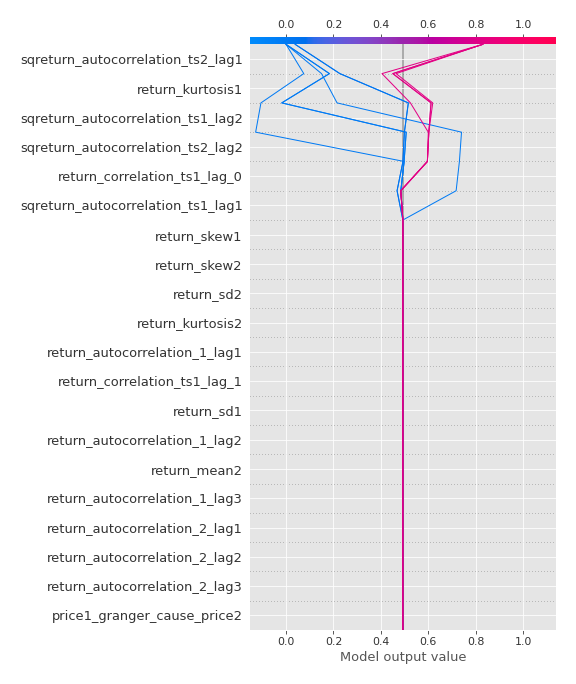 0.0 0.2 0.4 0.6 0.8 1.0
sqreturn_autocorrelation_ts2_lag1
return_kurtosis1
sqreturn_autocorrelation_ts1_lag2
sqreturn_autocorrelation_ts2_lag2
return_correlation_ts1_lag_0
sqreturn_autocorrelation_ts1_lag1
return_skew1
return_skew2
return_sd2
return_kurtosis2
return_autocorrelation_1_lag1
return_correlation_ts1_lag_1
return_sd1
return_autocorrelation_1_lag2
return_mean2
return_autocorrelation_1_lag3
return_autocorrelation_2_lag1
return_autocorrelation_2_lag2
return_autocorrelation_2_lag3
price1_granger_cause_price2
0.0 0.2 0.4 0.6 0.8 1.0
Model output value